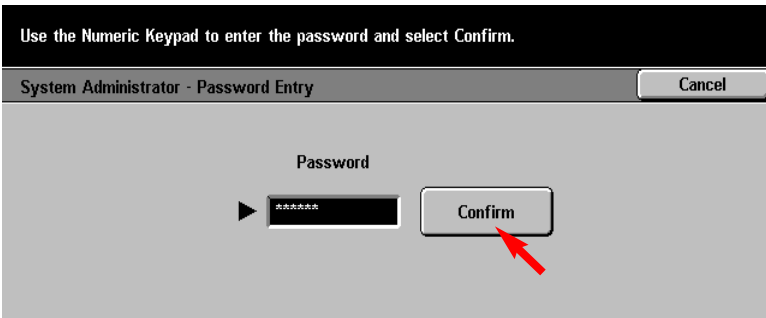 Use the Numeric Keypad to enter the password and select Confirm.
System Administrator - Password Entry
Cancel
Password
******
Confirm